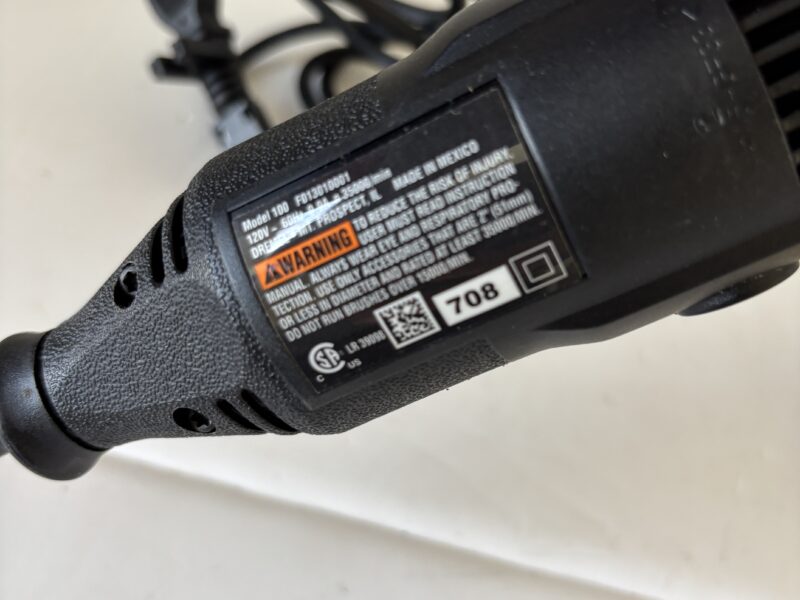 Model 100 F013010001
120V ~ 60Hz 0.9A 35000/min
DREMEL MT. PROSPECT, IL MADE IN MEXICO
WARNING TO REDUCE THE RISK OF INJURY,
USER MUST READ INSTRUCTION
MANUAL. ALWAYS WEAR EYE AND RESPIRATORY PRO-
TECTION. USE ONLY ACCESSORIES THAT ARE 2" (51mm)
OR LESS IN DIAMETER AND RATED AT LEAST 35000/MIN.
DO NOT RUN BRUSHES OVER 15000/MIN.
C SA US LR 39098
708